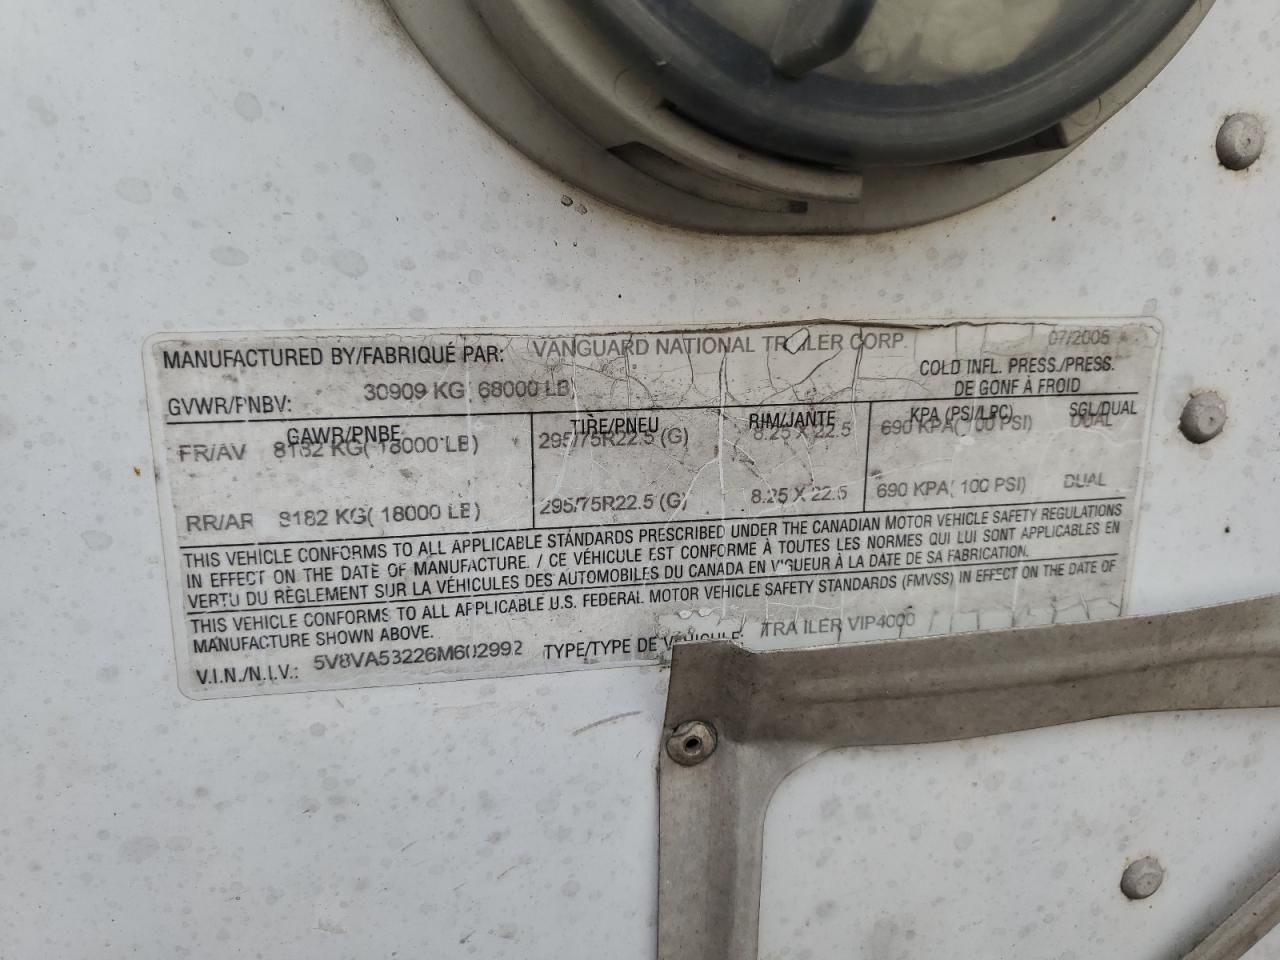 MANUFACTURED BY/FABRIQUÉ PAR: VANGUARD NATIONAL TRAILER CORP. 07/2005
GVWR/PNBV: 30909 KG( 68000 LB) COLD INFL. PRESS./PRESS. DE GONF À FROID
GAWR/PNBE TIRE/PNEU RIM/JANTE KPA (PSI/LPC) SGL/DUAL
FR/AV 8182 KG( 18000 LB) 295/75R22.5 (G) 8.25 X 22.5 690 KPA( 100 PSI) DUAL
RR/AR 8182 KG( 18000 LB) 295/75R22.5 (G) 8.25 X 22.5 690 KPA( 100 PSI) DUAL
THIS VEHICLE CONFORMS TO ALL APPLICABLE STANDARDS PRESCRIBED UNDER THE CANADIAN MOTOR VEHICLE SAFETY REGULATIONS
IN EFFECT ON THE DATE OF MANUFACTURE. / CE VÉHICULE EST CONFORME À TOUTES LES NORMES QUI LUI SONT APPLICABLES EN
VERTU DU RÈGLEMENT SUR LA VÉHICULES DES AUTOMOBILES DU CANADA EN VIGUEUR À LA DATE DE SA FABRICATION.
THIS VEHICLE CONFORMS TO ALL APPLICABLE U.S. FEDERAL MOTOR VEHICLE SAFETY STANDARDS (FMVSS) IN EFFECT ON THE DATE OF
MANUFACTURE SHOWN ABOVE.
V.I.N./N.I.V.: 5V8VA53226M602992 TYPE/TYPE DE VÉHICULE: TRAILER VIP4000